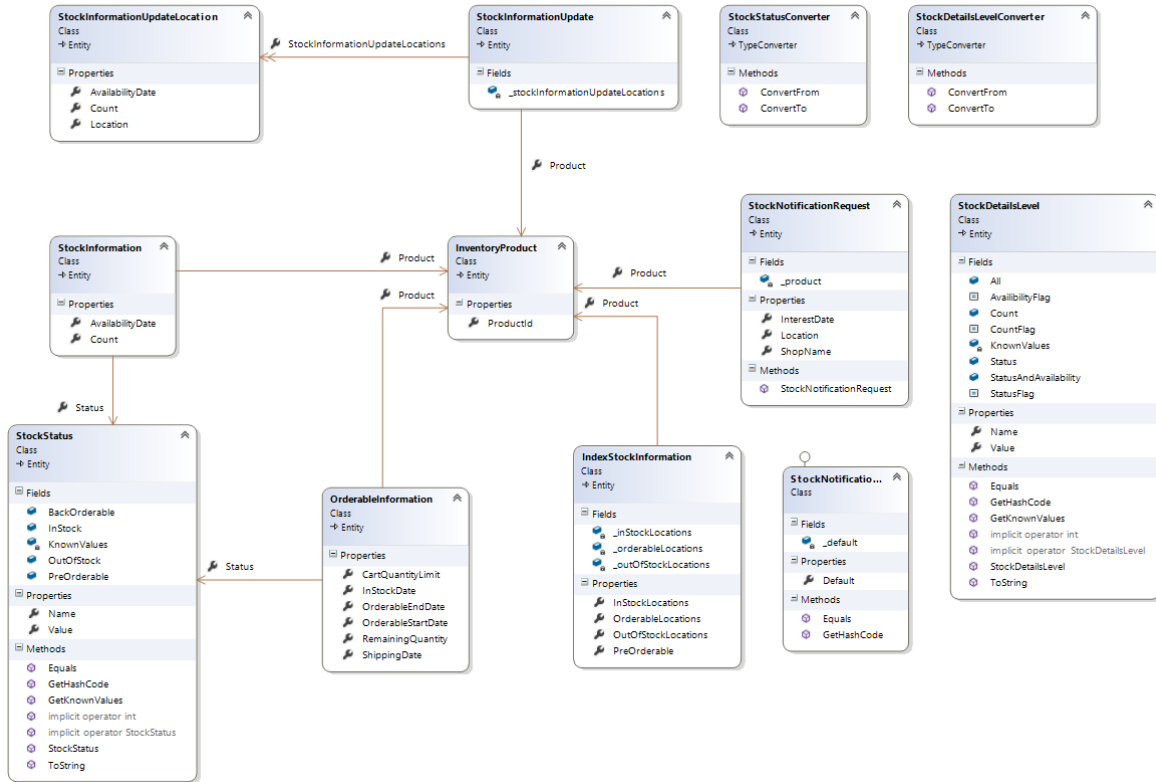 StockInformationUpdateLocation
Class
Entity
Properties
AvailabilityDate
Count
Location
StockInformationUpdateLocations
StockInformationUpdate
Class
Entity
Fields
_stockInformationUpdateLocations
StockStatusConverter
Class
TypeConverter
Methods
ConvertFrom
ConvertTo
StockDetailsLevelConverter
Class
TypeConverter
Methods
ConvertFrom
ConvertTo
Product
StockInformation
Class
Entity
Properties
AvailabilityDate
Count
Product
Product
InventoryProduct
Class
Entity
Properties
ProductId
Product
Product
StockNotificationRequest
Class
Entity
Fields
_product
Properties
InterestDate
Location
ShopName
Methods
StockNotificationRequest
StockDetailsLevel
Class
Entity
Fields
All
AvailibilityFlag
Count
CountFlag
KnownValues
Status
StatusAndAvailability
StatusFlag
Properties
Name
Value
Methods
Equals
GetHashCode
GetKnownValues
implicit operator int
implicit operator StockDetailsLevel
StockDetailsLevel
ToString
Status
StockStatus
Class
Entity
Fields
BackOrderable
InStock
KnownValues
OutOfStock
PreOrderable
Properties
Name
Value
Methods
Equals
GetHashCode
GetKnownValues
implicit operator int
implicit operator StockStatus
StockStatus
ToString
Status
OrderableInformation
Class
Entity
Properties
CartQuantityLimit
InStockDate
OrderableEndDate
OrderableStartDate
RemainingQuantity
ShippingDate
IndexStockInformation
Class
Entity
Fields
_inStockLocations
_orderableLocations
_outOfStockLocations
Properties
InStockLocations
OrderableLocations
OutOfStockLocations
PreOrderable
StockNotificatio...
Class
Fields
_default
Properties
Default
Methods
Equals
GetHashCode